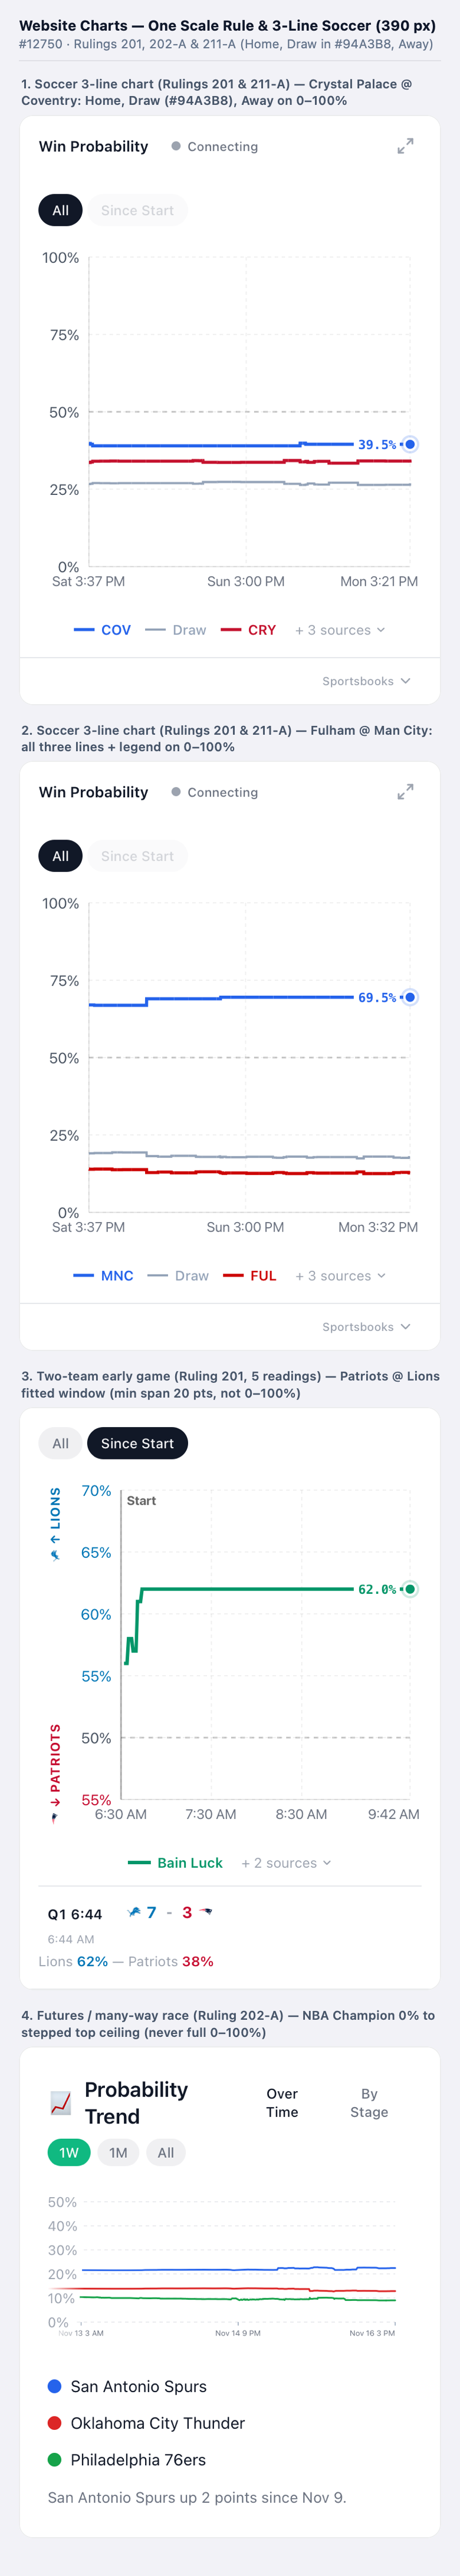 Website Charts — One Scale Rule & 3-Line Soccer (390 px)
#12750 · Rulings 201, 202-A & 211-A (Home, Draw in #94A3B8, Away)
1. Soccer 3-line chart (Rulings 201 & 211-A) — Crystal Palace @
Coventry: Home, Draw (#94A3B8), Away on 0–100%
Win Probability Connecting
All Since Start
100%
75%
50%
39.5%
25%
0%
Sat 3:37 PM Sun 3:00 PM Mon 3:21 PM
COV Draw CRY + 3 sources
Sportsbooks
2. Soccer 3-line chart (Rulings 201 & 211-A) — Fulham @ Man City:
all three lines + legend on 0–100%
Win Probability Connecting
All Since Start
100%
75%
69.5%
50%
25%
0%
Sat 3:37 PM Sun 3:00 PM Mon 3:32 PM
MNC Draw FUL + 3 sources
Sportsbooks
3. Two-team early game (Ruling 201, 5 readings) — Patriots @ Lions
fitted window (min span 20 pts, not 0–100%)
All Since Start
↑ LIONS
70%
Start
65%
62.0%
60%
55%
50%
↓ PATRIOTS
55%
6:30 AM 7:30 AM 8:30 AM 9:42 AM
Bain Luck + 2 sources
Q1 6:44 7 - 3
6:44 AM
Lions 62% — Patriots 38%
4. Futures / many-way race (Ruling 202-A) — NBA Champion 0% to
stepped top ceiling (never full 0–100%)
Probability
Trend
Over
Time
By
Stage
1W 1M All
50%
40%
30%
20%
10%
0%
Nov 13 3 AM Nov 14 9 PM Nov 16 3 PM
San Antonio Spurs
Oklahoma City Thunder
Philadelphia 76ers
San Antonio Spurs up 2 points since Nov 9.